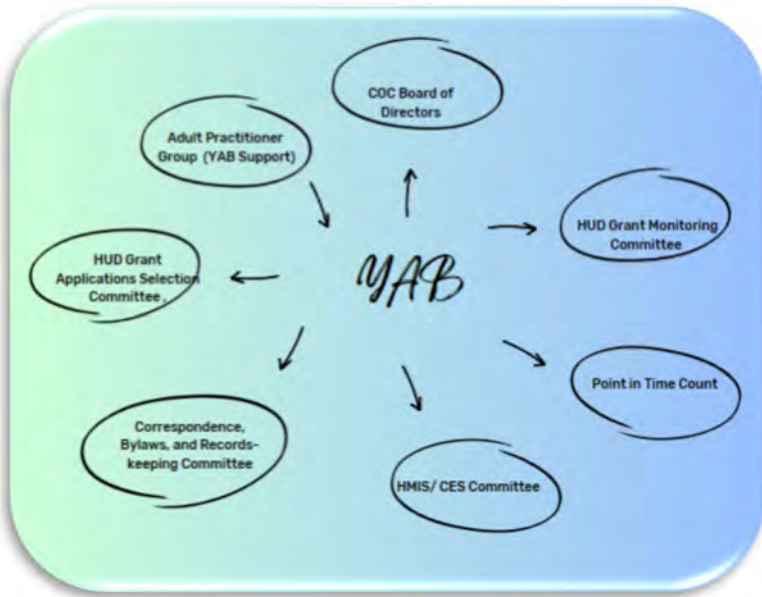 COC Board of
Directors
Adult Practitioner
Group (YAB Support)
HUD Grant Monitoring
Committee
HUD Grant
Applications Selection
Committee .
YAB
Point in Time Count
Correspondence,
Bylaws, and Records-
keeping Committee
HMIS/ CES Committee